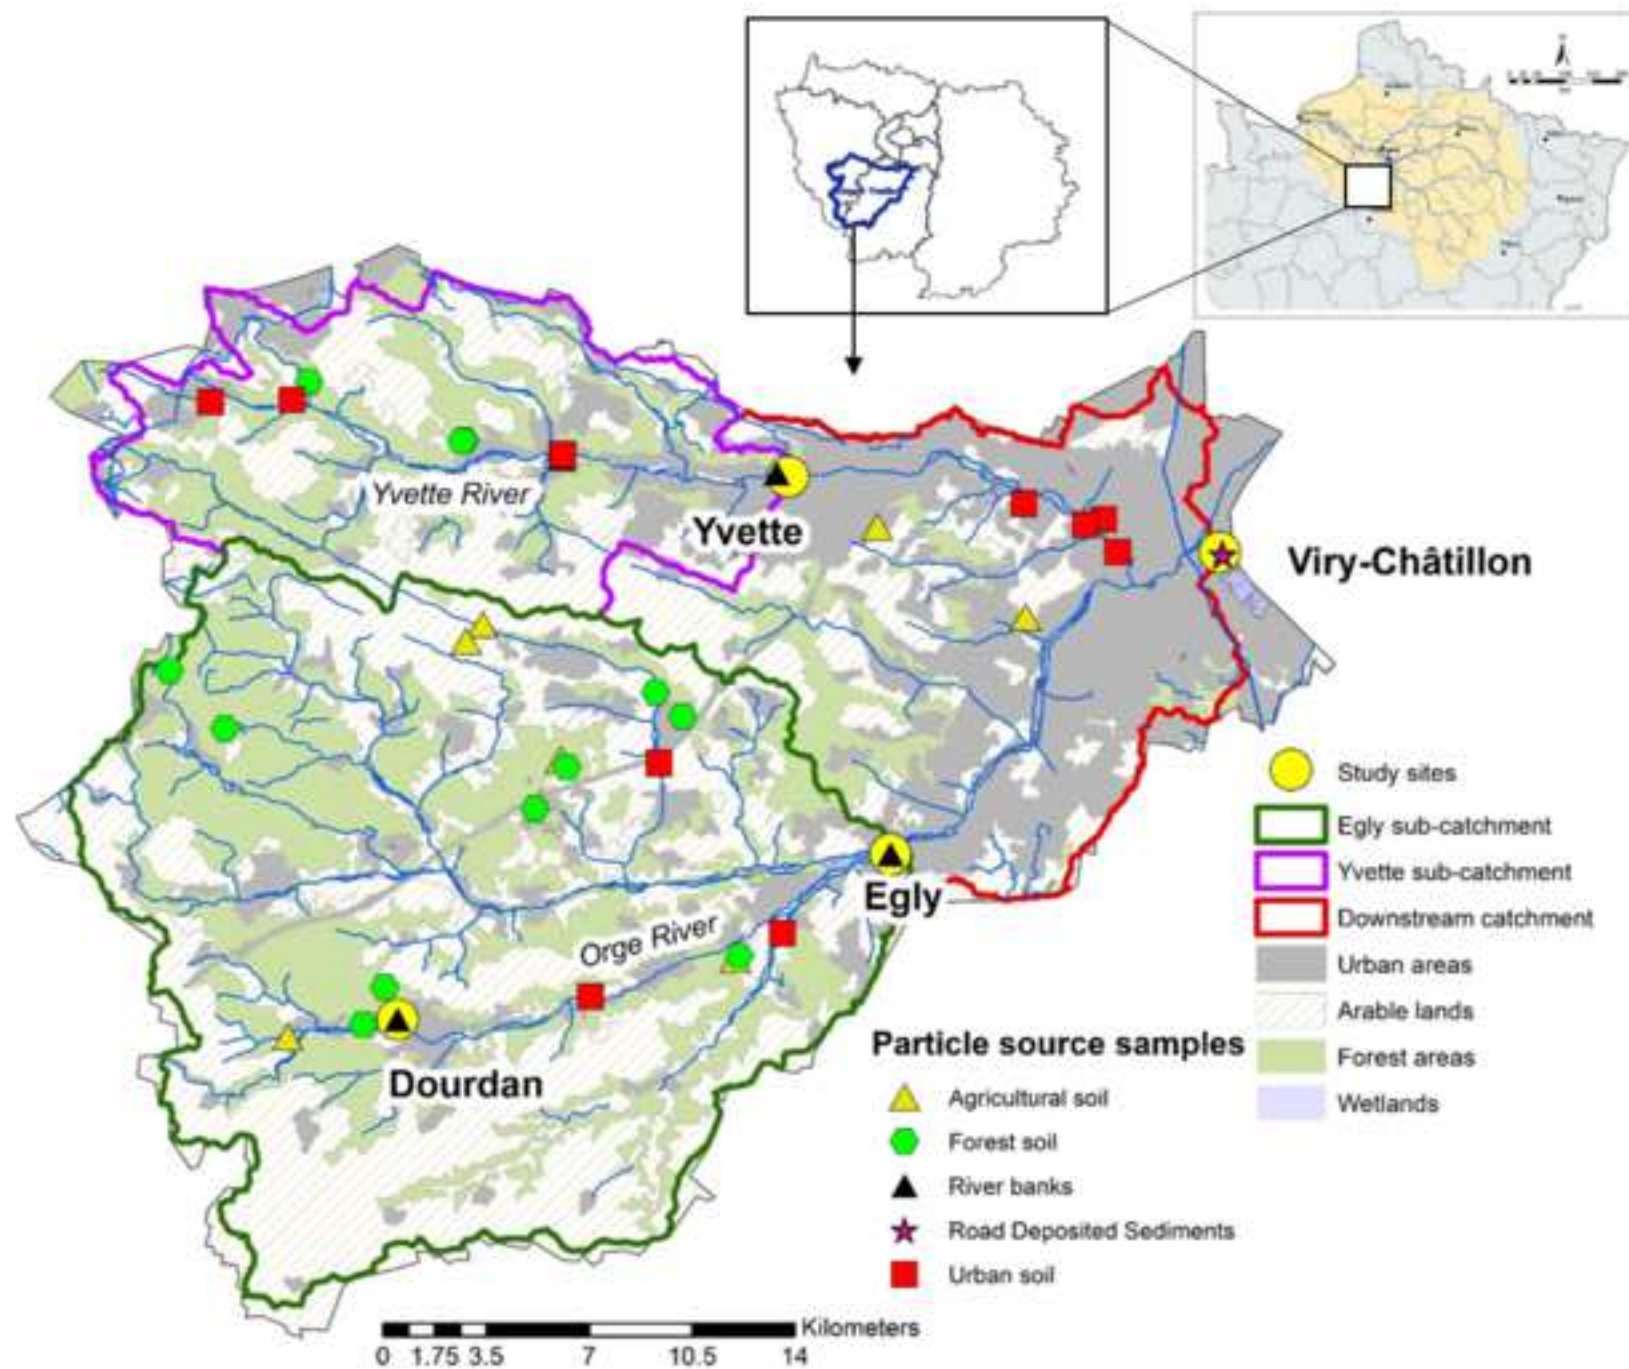 Yvette River
Yvette
Viry-Châtillon
Egly
Orge River
Dourdan
Study sites
Egly sub-catchment
Yvette sub-catchment
Downstream catchment
Urban areas
Arable lands
Forest areas
Wetlands
Particle source samples
Agricultural soil
Forest soil
River banks
Road Deposited Sediments
Urban soil
Kilometers
0 1.75 3.5 7 10.5 14